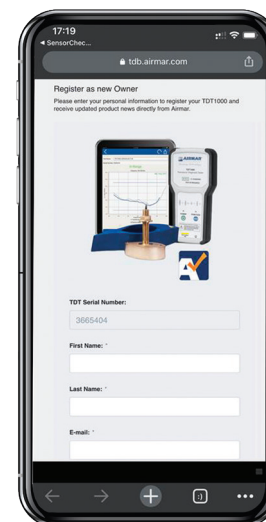 17:19
◀ SensorChec...
tdb.airmar.com
Register as new Owner
Please enter your personal information to register your TDT1000 and
receive updated product news directly from Airmar.
AIRMAR
TDT Serial Number:
3665404
First Name: *
Last Name: *
E-mail: *
:)